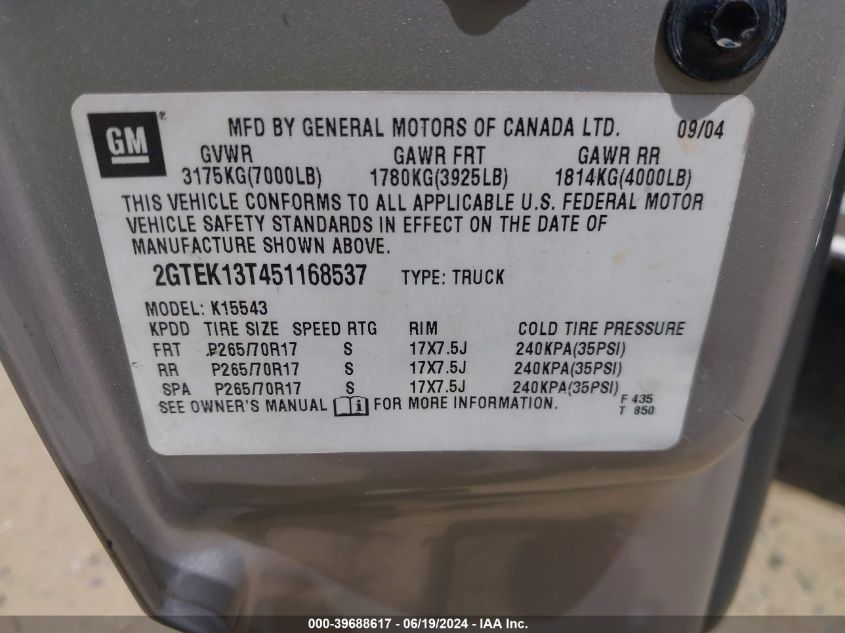 GM ® MFD BY GENERAL MOTORS OF CANADA LTD. 09/04
GVWR GAWR FRT GAWR RR
3175KG(7000LB) 1780KG(3925LB) 1814KG(4000LB)
THIS VEHICLE CONFORMS TO ALL APPLICABLE U.S. FEDERAL MOTOR
VEHICLE SAFETY STANDARDS IN EFFECT ON THE DATE OF
MANUFACTURE SHOWN ABOVE.
2GTEK13T451168537 TYPE: TRUCK
MODEL: K15543
KPDD TIRE SIZE SPEED RTG RIM COLD TIRE PRESSURE
FRT P265/70R17 S 17X7.5J 240KPA(35PSI)
RR P265/70R17 S 17X7.5J 240KPA(35PSI)
SPA P265/70R17 S 17X7.5J 240KPA(35PSI)
SEE OWNER'S MANUAL i FOR MORE INFORMATION. F 435
T 850
000-39688617 - 06/19/2024 - IAA Inc.